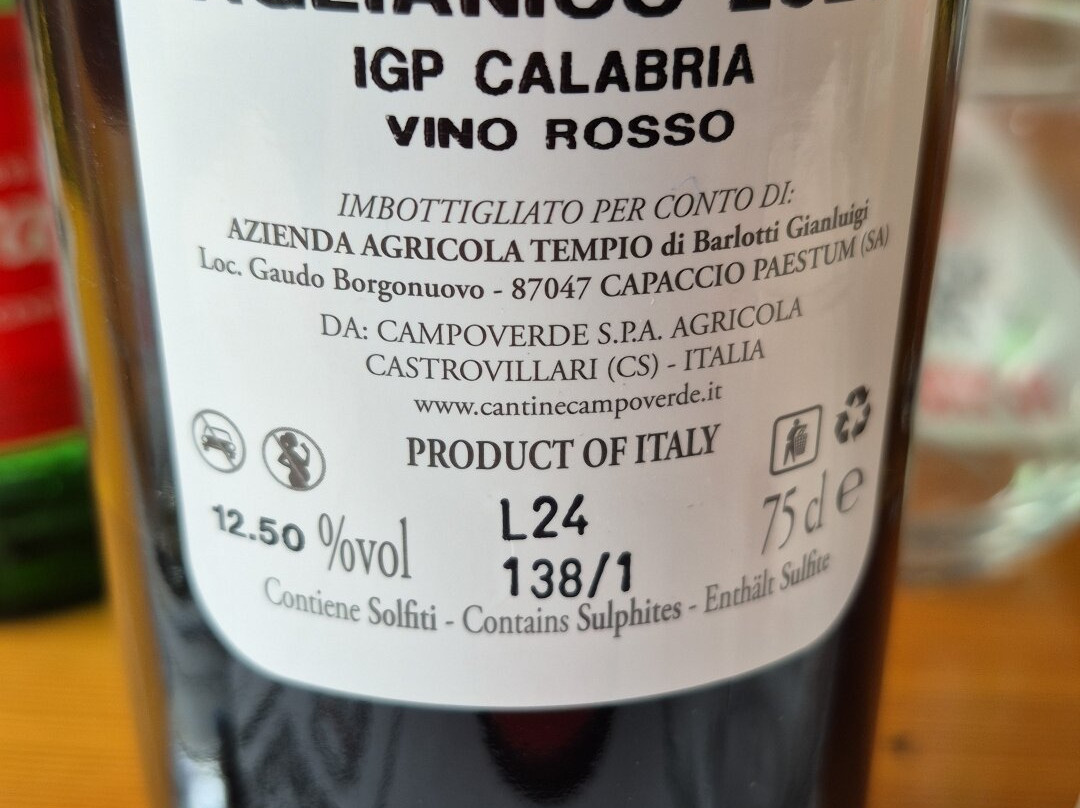 AGLIANICO
IGP CALABRIA
VINO ROSSO
IMBOTTIGLIATO PER CONTO DI:
AZIENDA AGRICOLA TEMPIO di Barlotti Gianluigi
Loc. Gaudo Borgonuovo - 87047 CAPACCIO PAESTUM (SA)
DA: CAMPOVERDE S.P.A. AGRICOLA
CASTROVILLARI (CS) - ITALIA
www.cantinecampoverde.it
PRODUCT OF ITALY
12.50 %vol
L24
138/1
75 cl e
Contiene Solfiti - Contains Sulphites - Enthält Sulfite